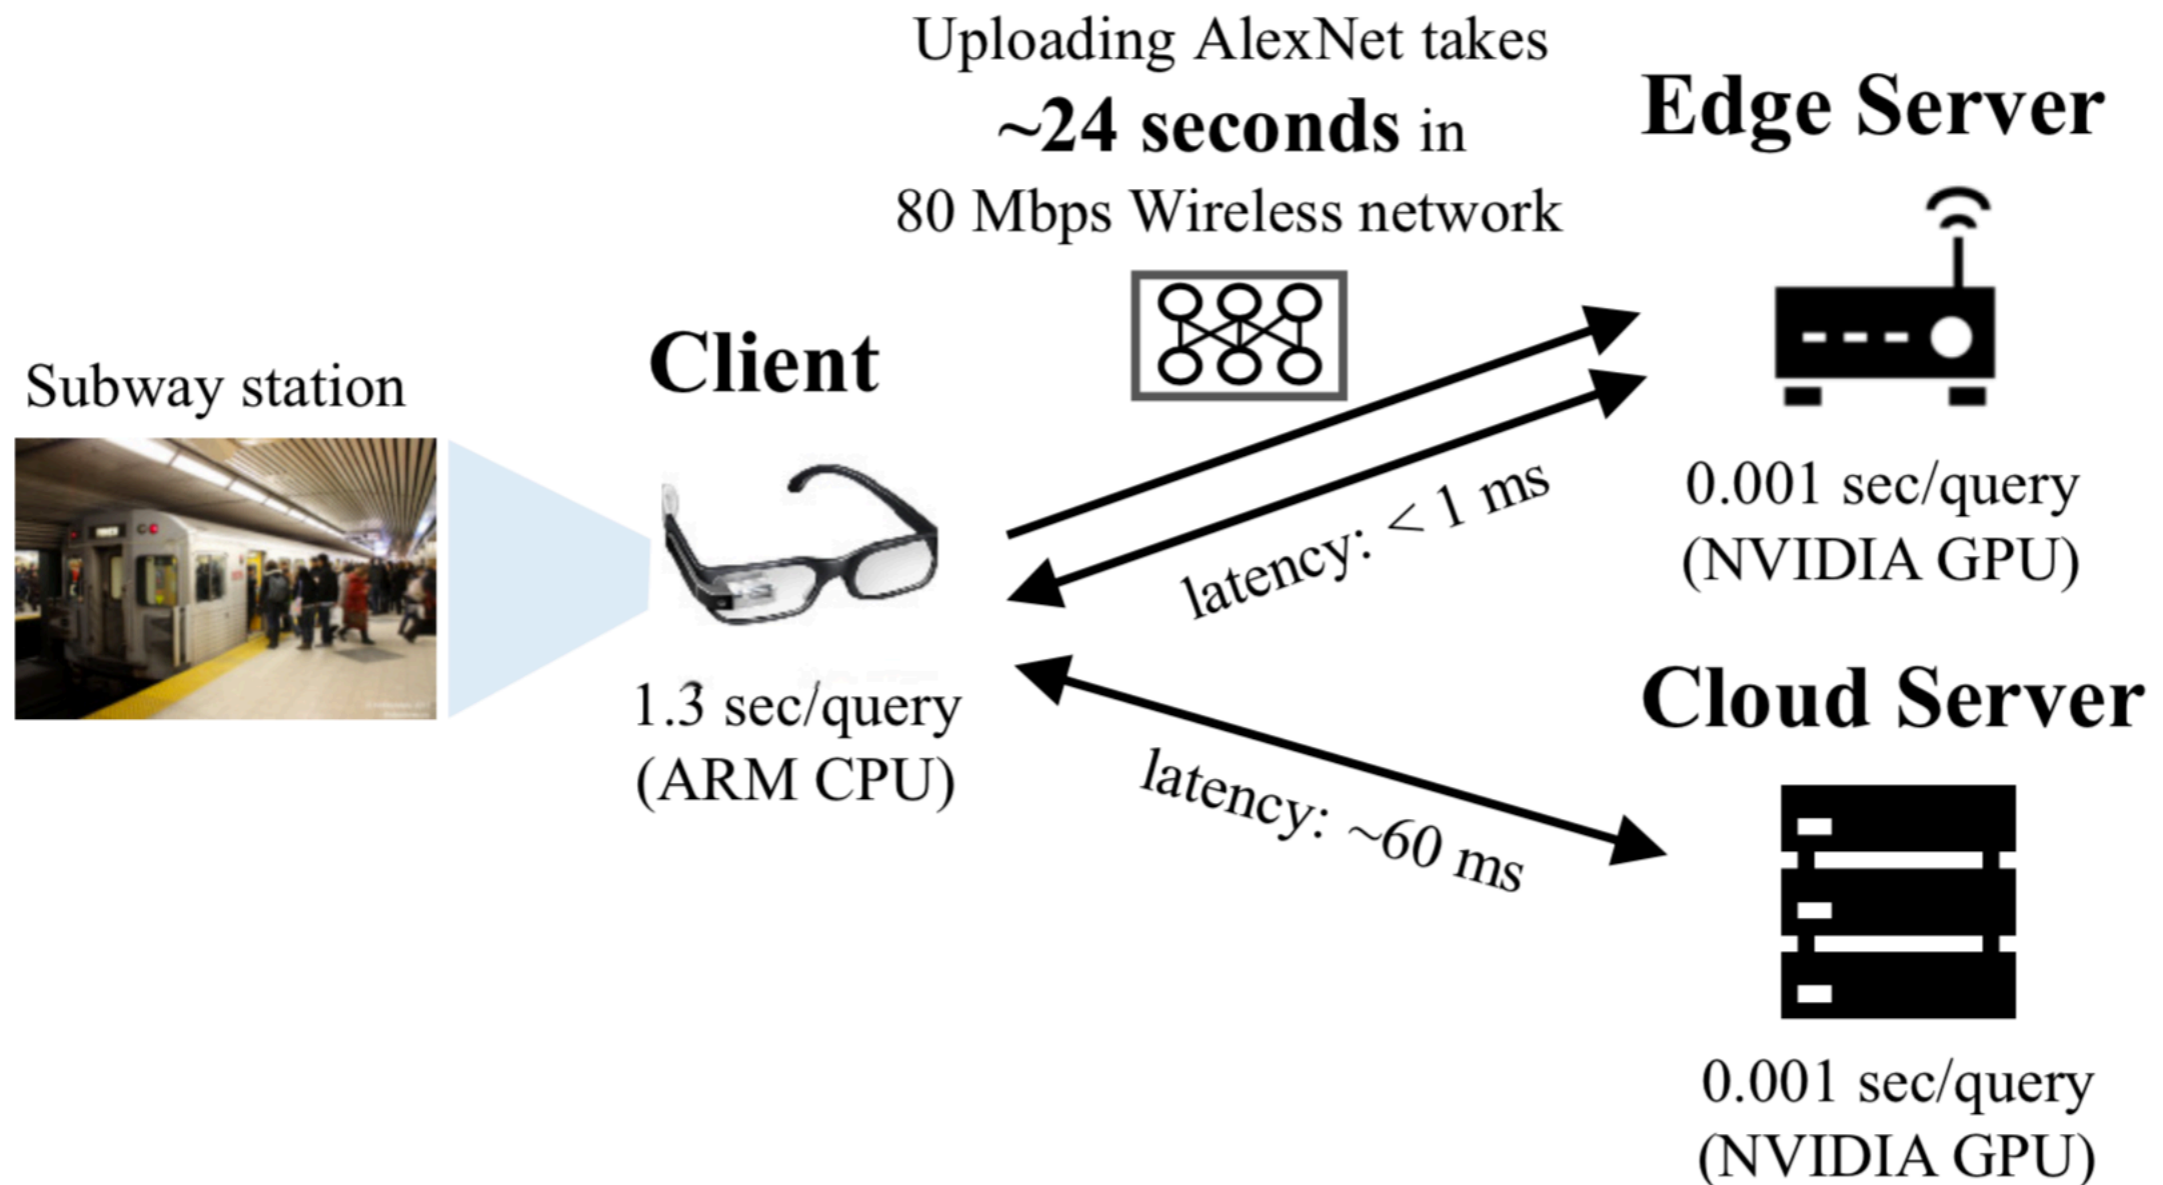 Uploading AlexNet takes
~24 seconds in
80 Mbps Wireless network
Edge Server
Subway station
Client
latency: < 1 ms
0.001 sec/query
(NVIDIA GPU)
1.3 sec/query
(ARM CPU)
latency: ~60 ms
Cloud Server
0.001 sec/query
(NVIDIA GPU)